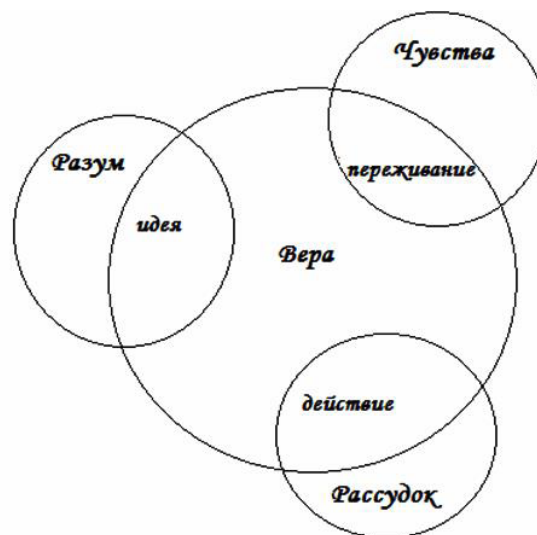 Чувства
Разум
переживание
идея
Вера
действие
Рассудок